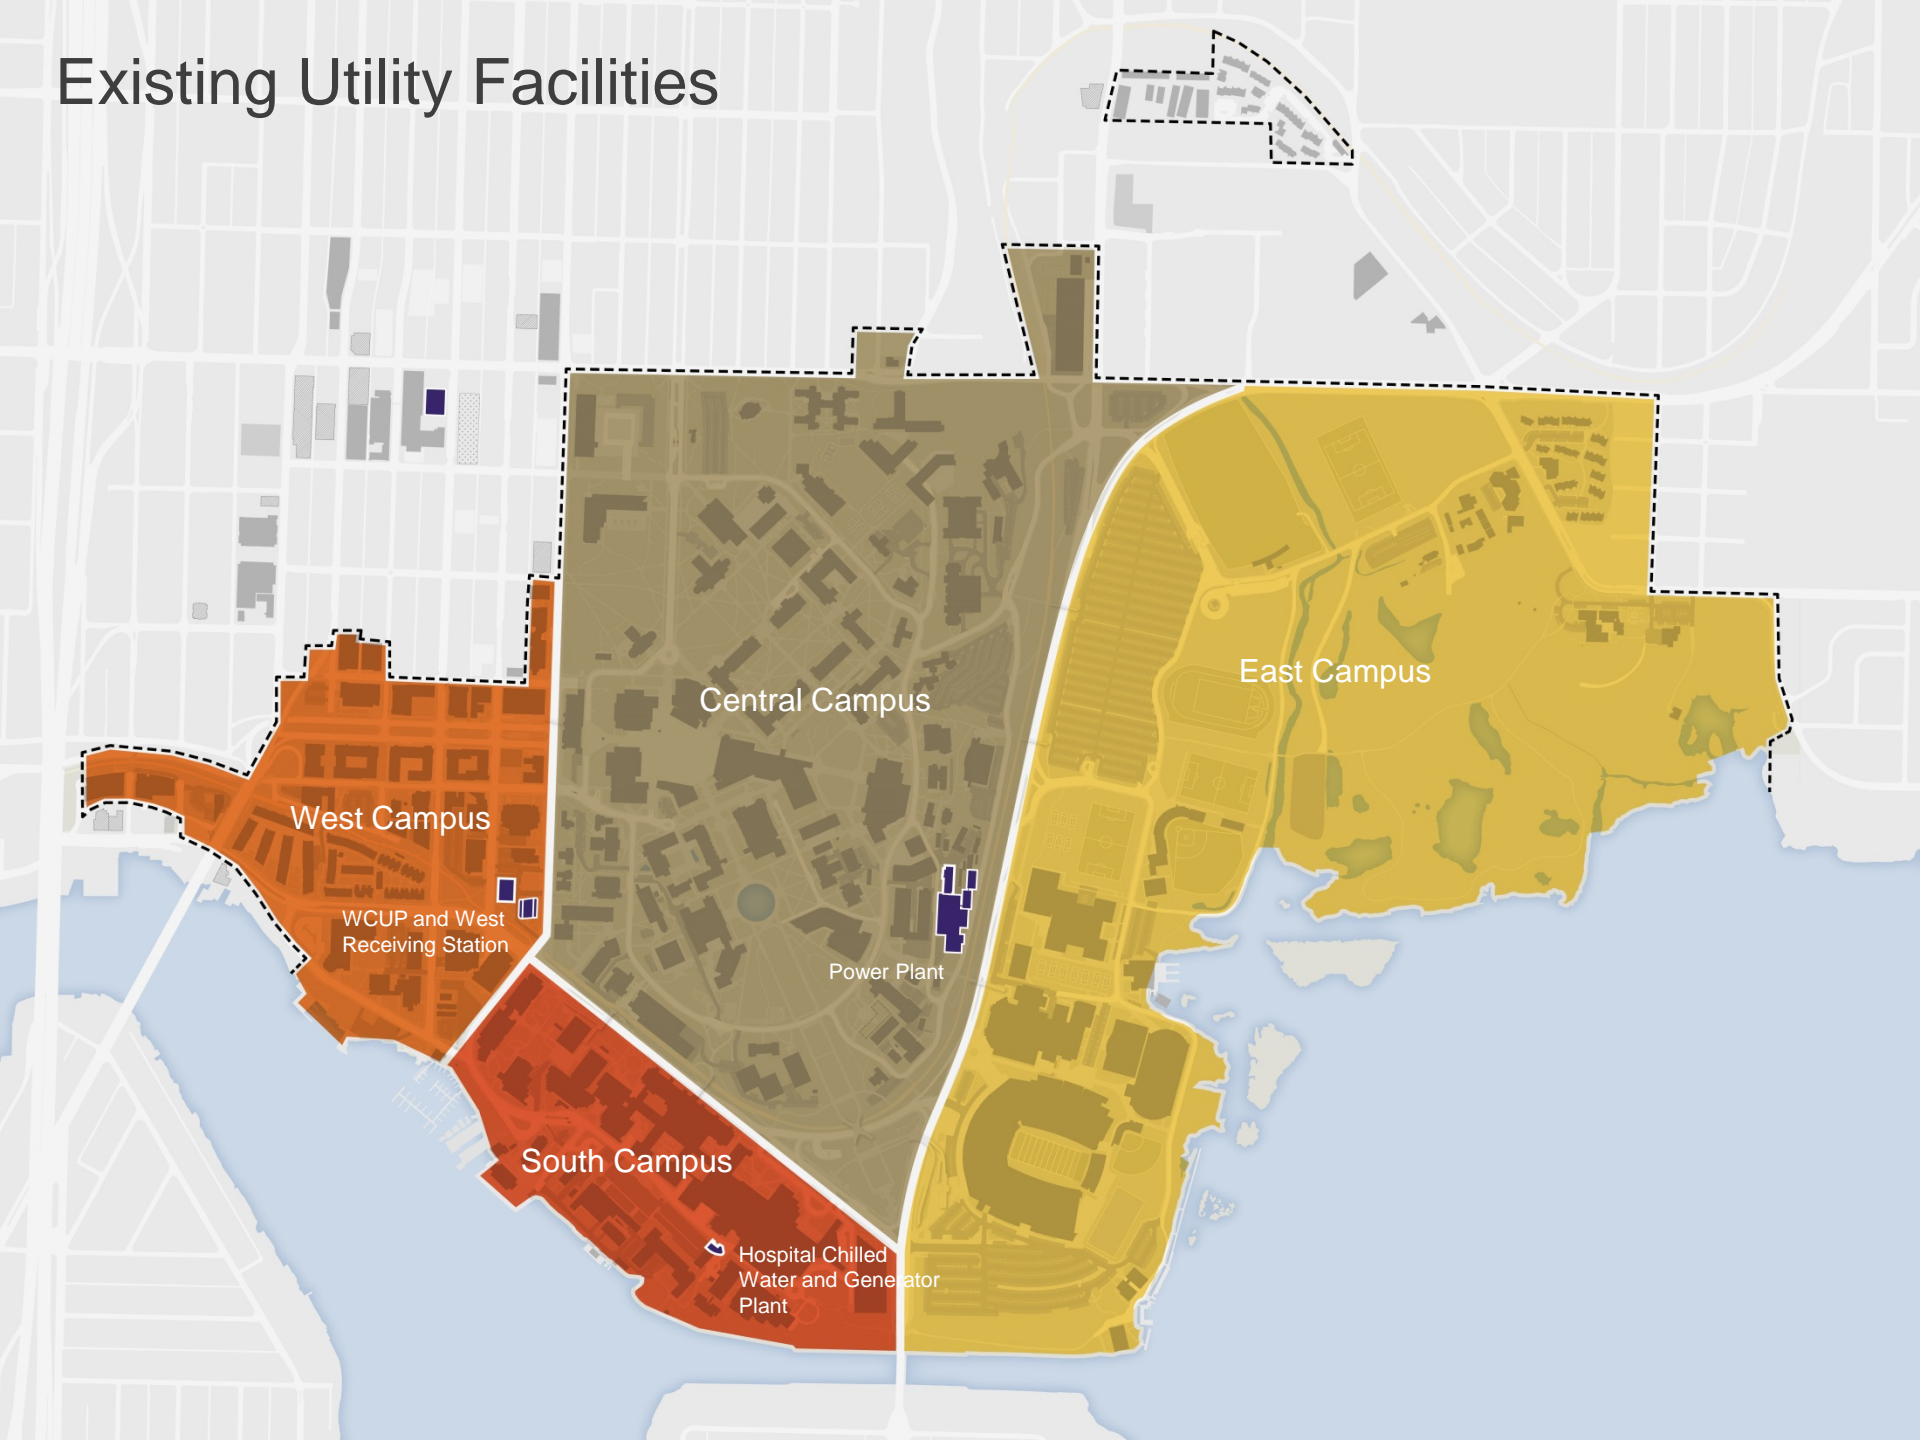 Existing Utility Facilities
East Campus
Central Campus
West Campus
WCUP and West
Receiving Station
Power Plant
South Campus
Hospital Chilled
Water and Generator
Plant